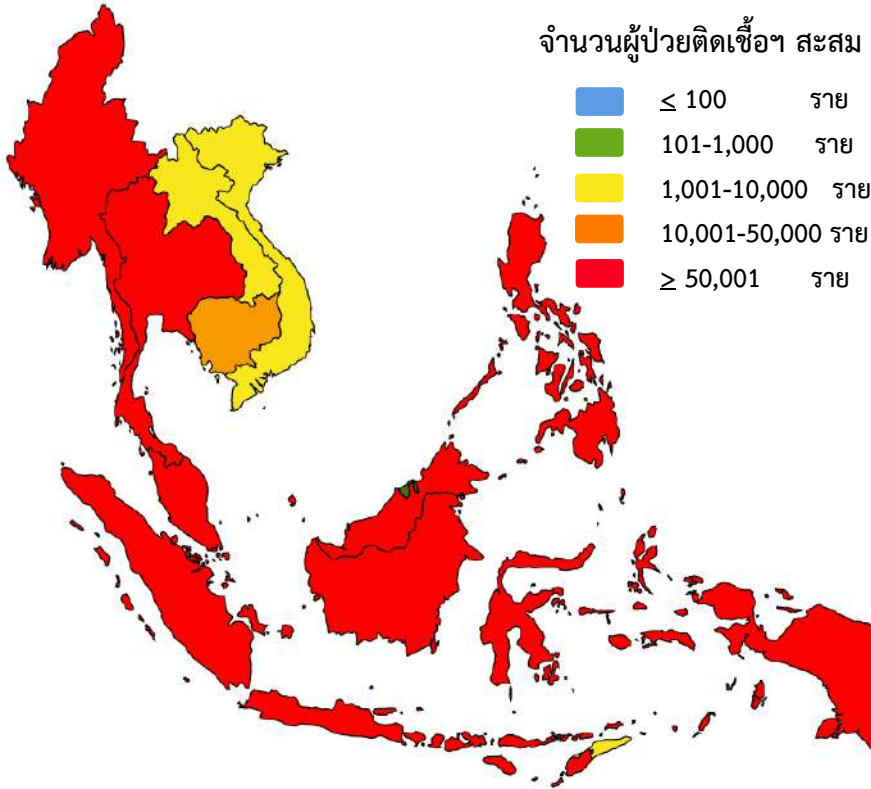 จำนวนผู้ป่วยติดเชื้อฯ สะสม
≤ 100 ราย
101-1,000 ราย
1,001-10,000 ราย
10,001-50,000 ราย
≥ 50,001 ราย